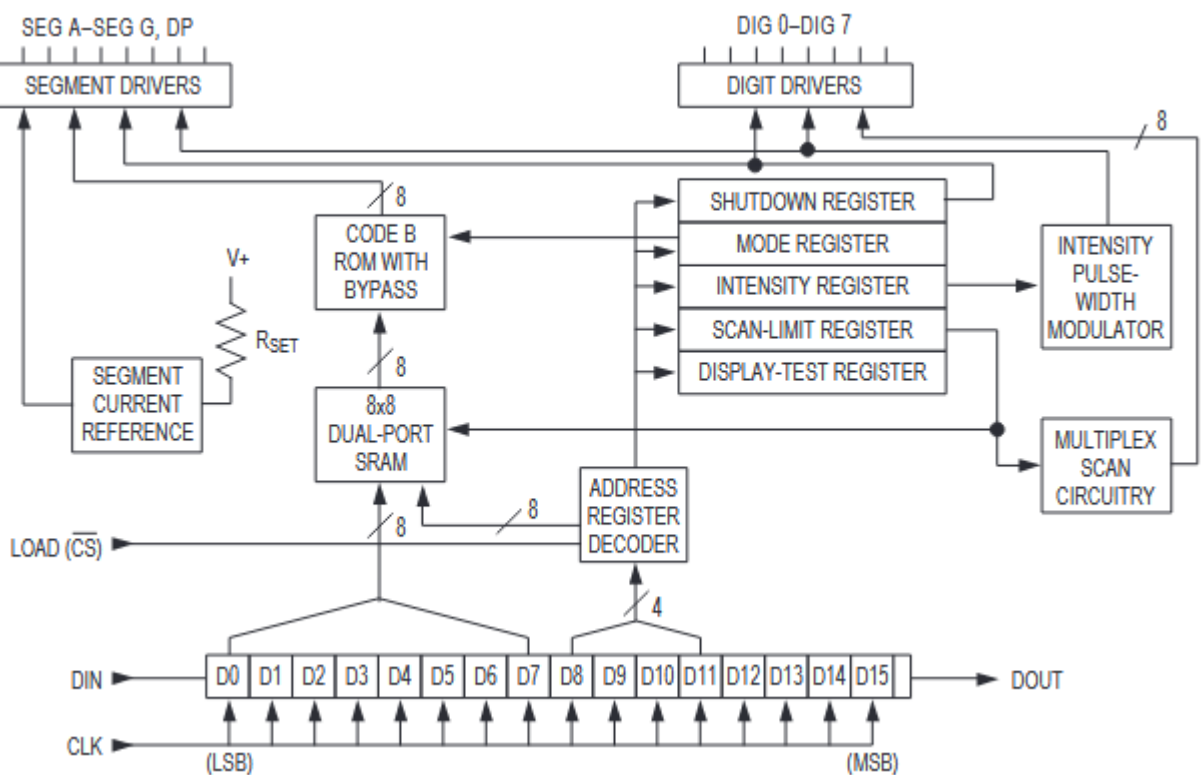 SEG A–SEG G, DP
DIG 0–DIG 7
SEGMENT DRIVERS
DIGIT DRIVERS
8
8
SHUTDOWN REGISTER
CODE B
ROM WITH
BYPASS
MODE REGISTER
INTENSITY
PULSE-
WIDTH
MODULATOR
V+
INTENSITY REGISTER
RSET
SCAN-LIMIT REGISTER
8
DISPLAY-TEST REGISTER
SEGMENT
CURRENT
REFERENCE
8x8
DUAL-PORT
SRAM
MULTIPLEX
SCAN
CIRCUITRY
ADDRESS
REGISTER
DECODER
8
8
LOAD (C̅S̅)
4
DIN
D0 D1 D2 D3 D4 D5 D6 D7 D8 D9 D10 D11 D12 D13 D14 D15
DOUT
CLK
(LSB)
(MSB)